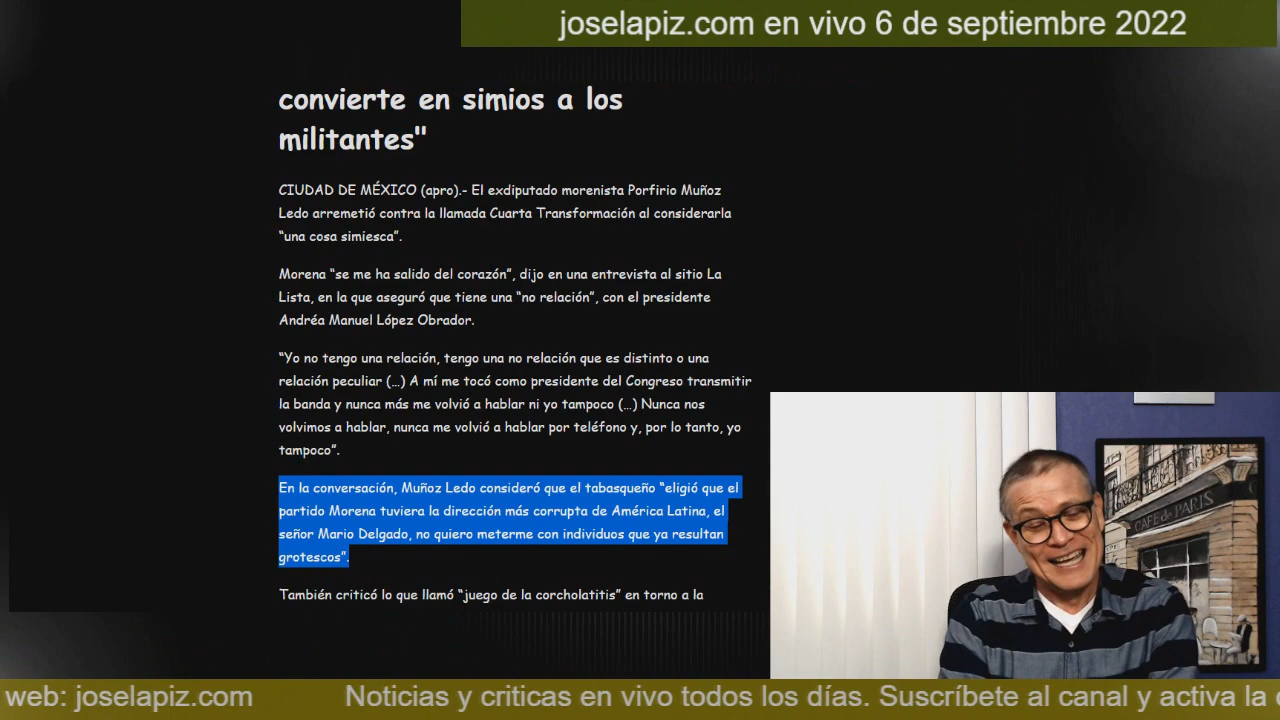 joselapiz.com en vivo 6 de septiembre 2022
convierte en simios a los
militantes"
CIUDAD DE MÉXICO (apro).- El exdiputado morenista Porfirio Muñoz
Ledo arremetió contra la llamada Cuarta Transformación al considerarla
“una cosa simiesca”.
Morena “se me ha salido del corazón”, dijo en una entrevista al sitio La
Lista, en la que aseguró que tiene una “no relación”, con el presidente
Andréa Manuel López Obrador.
“Yo no tengo una relación, tengo una no relación que es distinto o una
relación peculiar (…) A mí me tocó como presidente del Congreso transmitir
la banda y nunca más me volvió a hablar ni yo tampoco (…) Nunca nos
volvimos a hablar, nunca me volvió a hablar por teléfono y, por lo tanto, yo
tampoco”.
En la conversación, Muñoz Ledo consideró que el tabasqueño “eligió que el
partido Morena tuviera la dirección más corrupta de América Latina, el
señor Mario Delgado, no quiero meterme con individuos que ya resultan
grotescos”.
También criticó lo que llamó “juego de la corcholatitis” en torno a la
CAFE de PARIS
web: joselapiz.com
Noticias y criticas en vivo todos los días. Suscríbete al canal y activa la